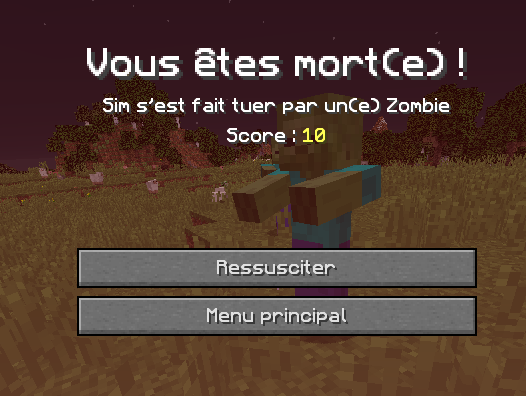 Vous êtes mort(e) !
Sim s'est fait tuer par un(e) Zombie
Score : 10
Ressusciter
Menu principal